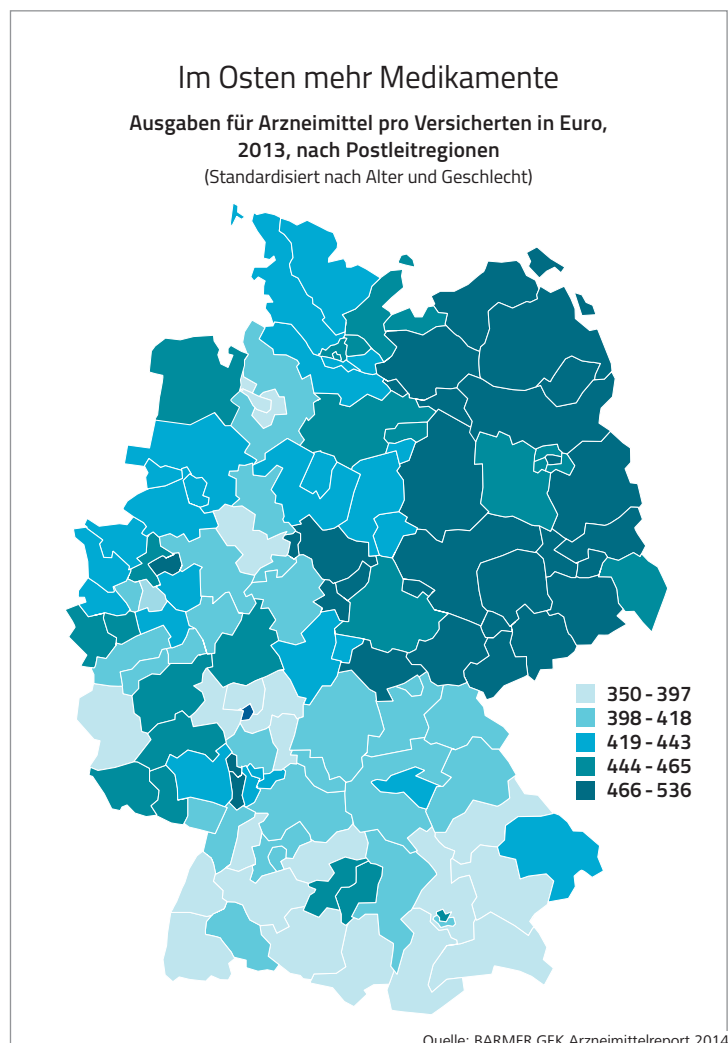 Im Osten mehr Medikamente
Ausgaben für Arzneimittel pro Versicherten in Euro,
2013, nach Postleitregionen
(Standardisiert nach Alter und Geschlecht)
350 - 397
398 - 418
419 - 443
444 - 465
466 - 536
Quelle: BARMER GEK Arzneimittelreport 2014